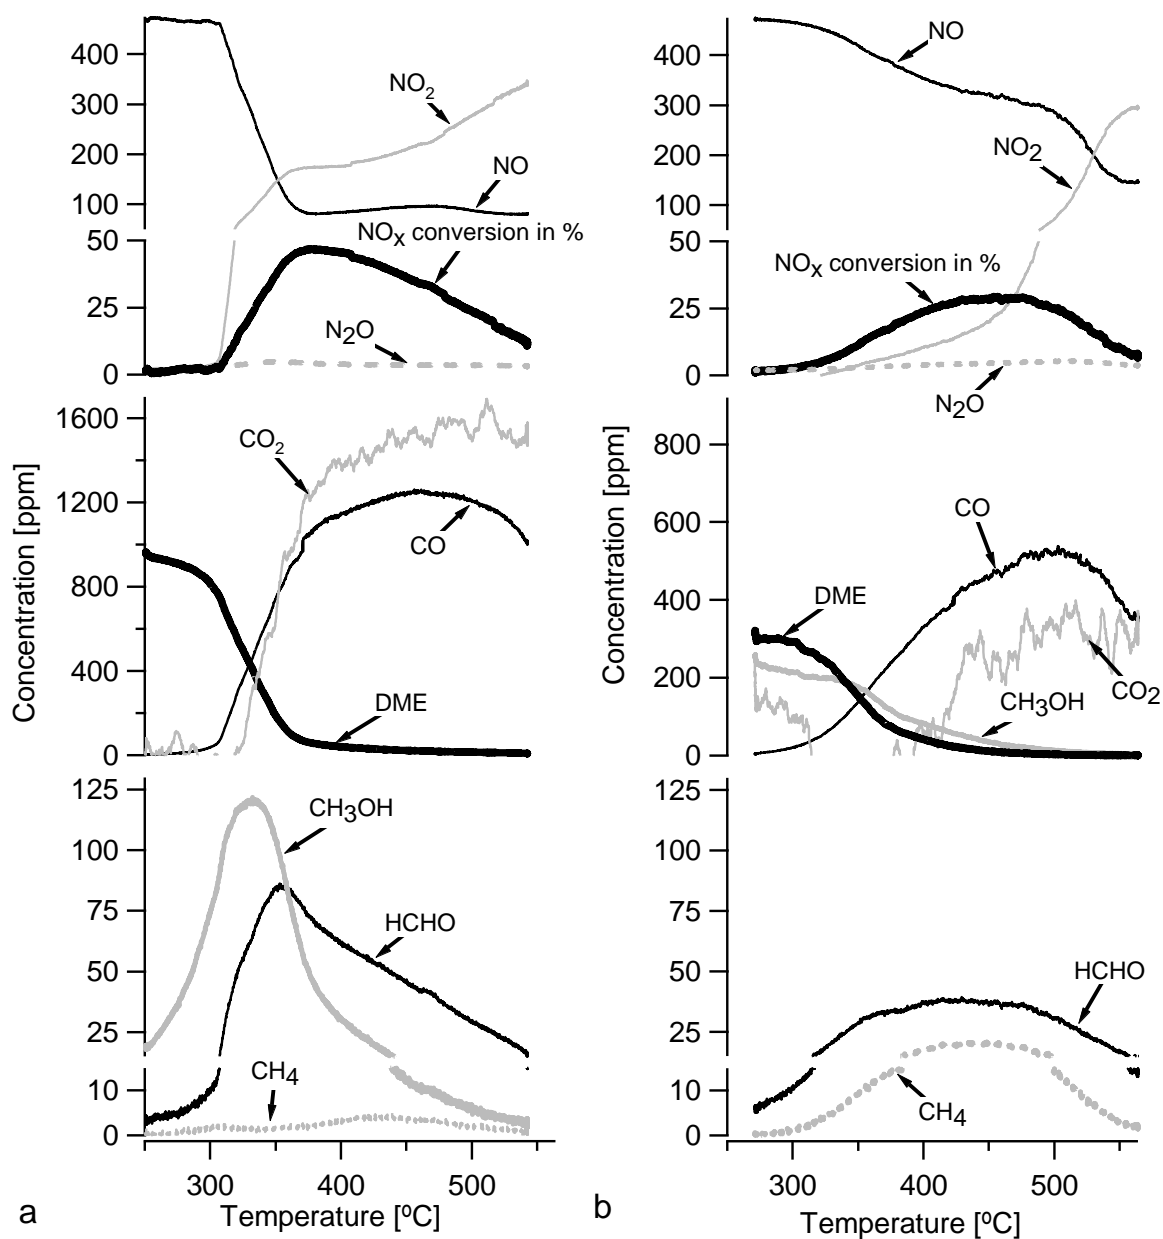 400
300
200
100
50
25
0
NO2
NO
NOX conversion in %
N2O
1600
1200
800
400
0
Concentration [ppm]
CO2
CO
DME
125
100
75
50
25
10
0
CH3OH
HCHO
CH4
300
400
500
Temperature [ºC]
a
400
300
200
100
50
25
0
NO
NO2
NOX conversion in %
N2O
800
600
400
200
0
Concentration [ppm]
CO
DME
CO2
CH3OH
125
100
75
50
25
10
0
HCHO
CH4
300
400
500
Temperature [ºC]
b